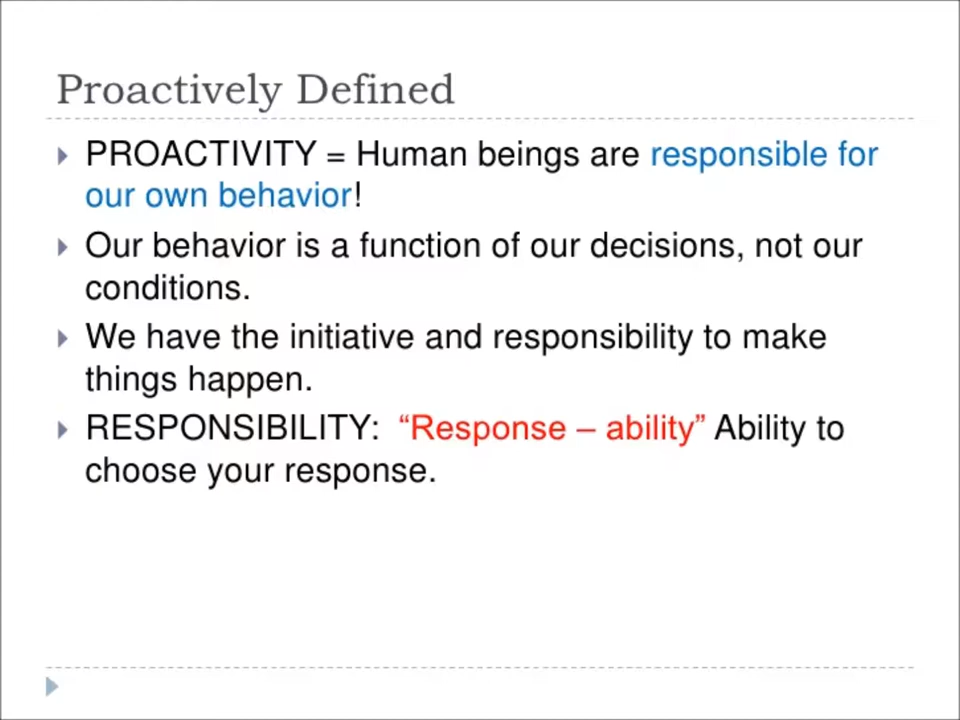 Proactively Defined
PROACTIVITY = Human beings are responsible for
our own behavior!
Our behavior is a function of our decisions, not our
conditions.
We have the initiative and responsibility to make
things happen.
RESPONSIBILITY: “Response – ability” Ability to
choose your response.